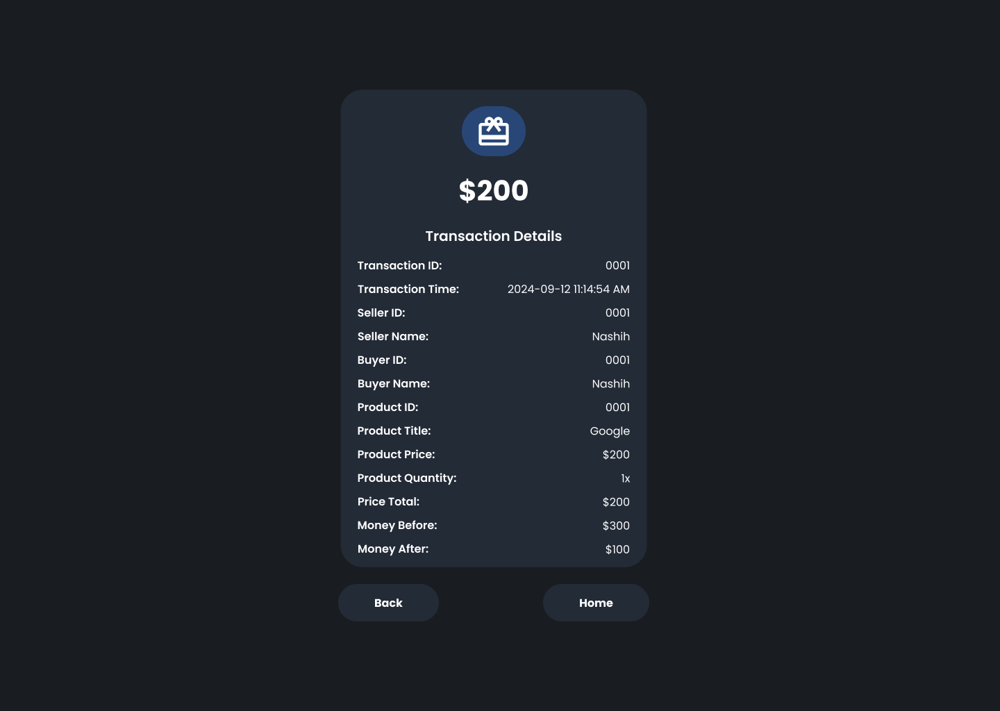 $200
Transaction Details
Transaction ID: 0001
Transaction Time: 2024-09-12 11:14:54 AM
Seller ID: 0001
Seller Name: Nashih
Buyer ID: 0001
Buyer Name: Nashih
Product ID: 0001
Product Title: Google
Product Price: $200
Product Quantity: 1x
Price Total: $200
Money Before: $300
Money After: $100
Back Home